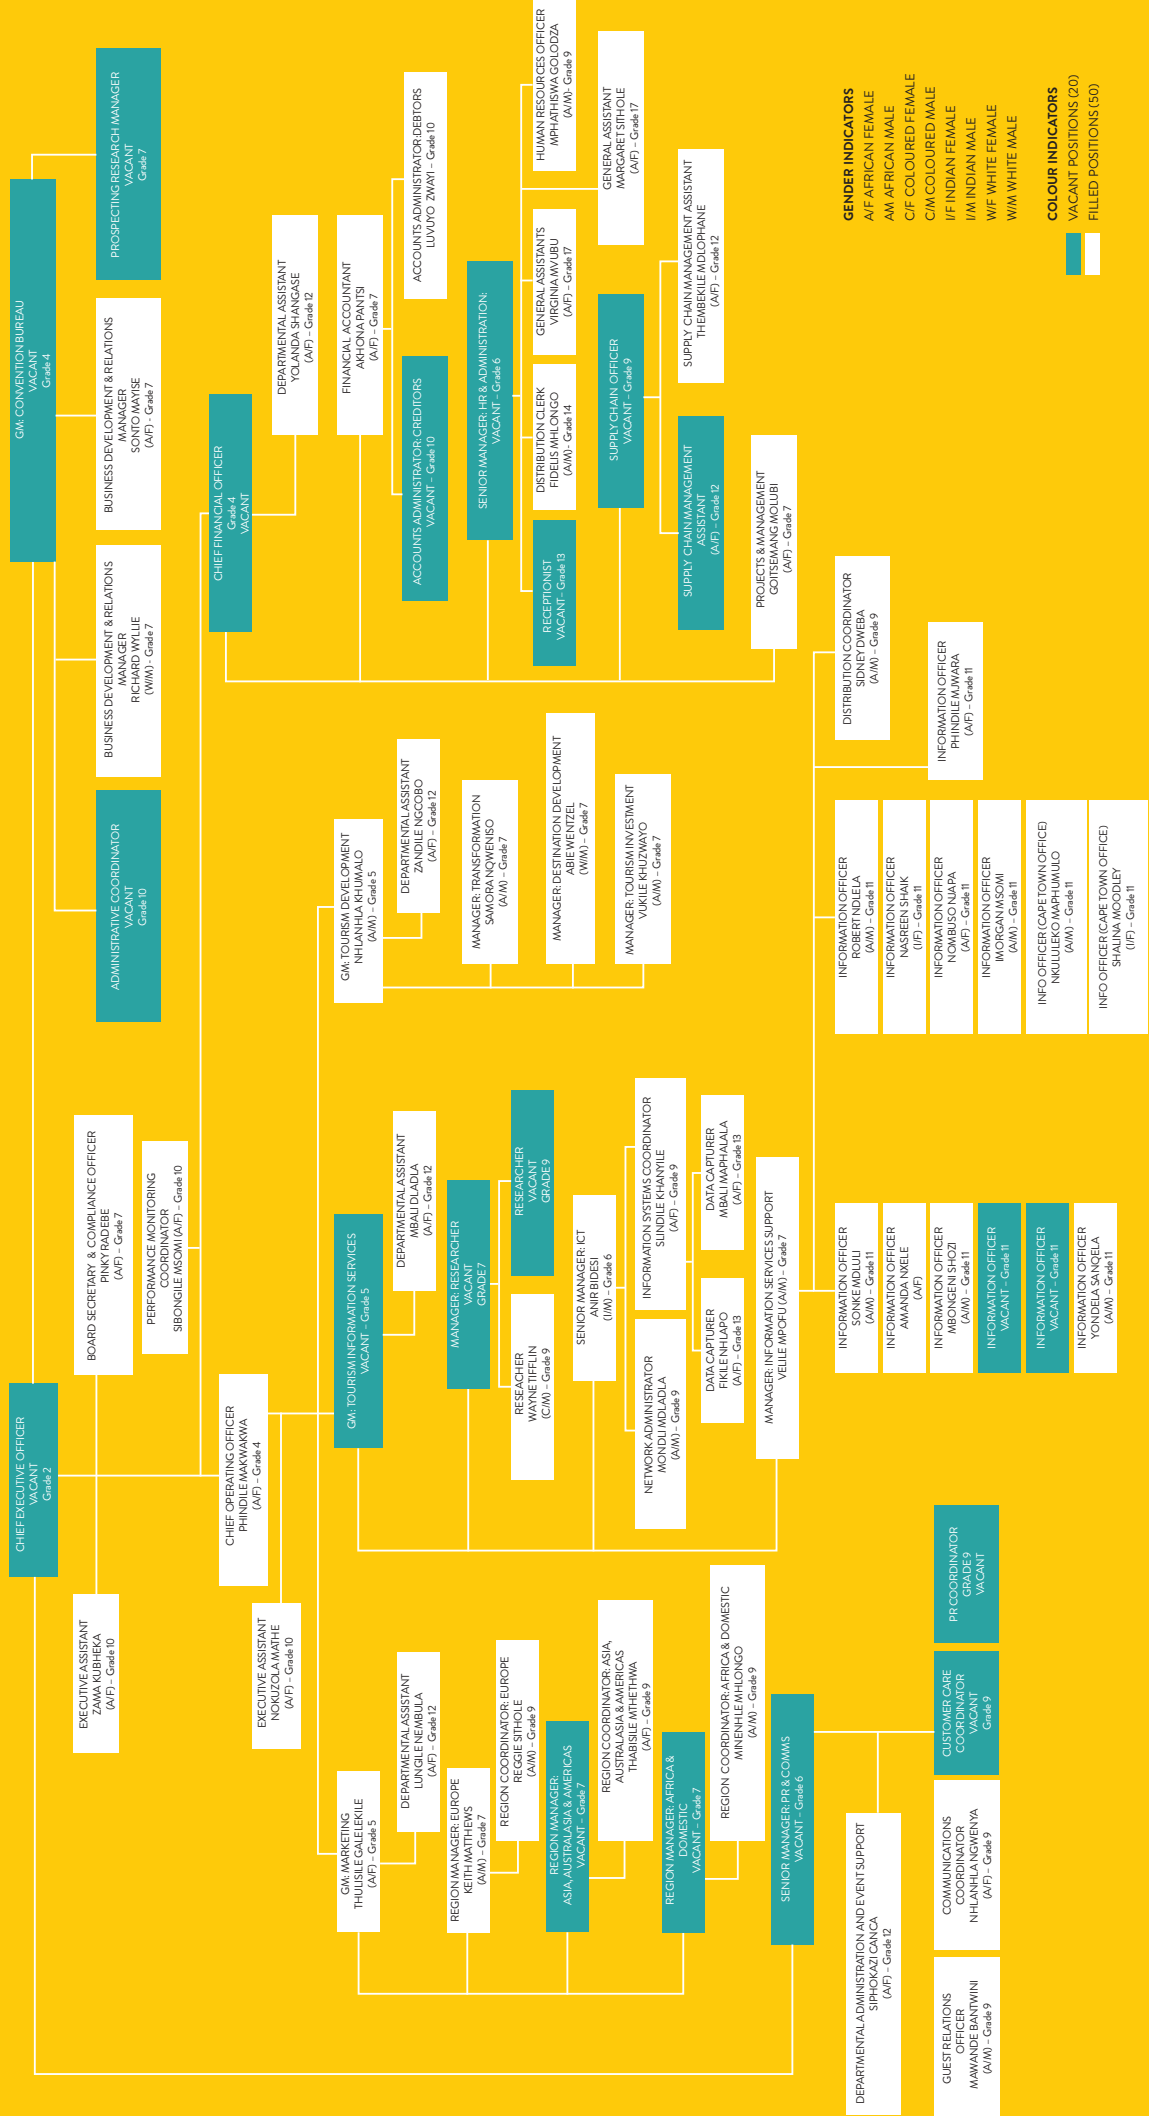 CHIEF EXECUTIVE OFFICER
VACANT
Grade 2
GM: CONVENTION BUREAU
VACANT
Grade 4
EXECUTIVE ASSISTANT
ZAMA KUBHEKA
(A/F) – Grade 10
BOARD SECRETARY & COMPLIANCE OFFICER
PINKY RADEBE
(A/F) – Grade 7
PERFORMANCE MONITORING
COORDINATOR
SIBONGILE MSOMI (A/F) – Grade 10
ADMINISTRATIVE COORDINATOR
VACANT
Grade 10
BUSINESS DEVELOPMENT & RELATIONS
MANAGER
RICHARD WYLLIE
(W/M) - Grade 7
BUSINESS DEVELOPMENT & RELATIONS
MANAGER
SONTO MAYISE
(A/F) - Grade 7
PROSPECTING RESEARCH MANAGER
VACANT
Grade 7
CHIEF OPERATING OFFICER
PHINDILE MAKWAKWA
(A/F) – Grade 4
EXECUTIVE ASSISTANT
NOKUZOLA MATHE
(A/F) – Grade 10
CHIEF FINANCIAL OFFICER
Grade 4
VACANT
DEPARTMENTAL ASSISTANT
YOLANDA SHANGASE
(A/F) – Grade 12
FINANCIAL ACCOUNTANT
AKHONA PANTSI
(A/F) – Grade 7
ACCOUNTS ADMINISTRATOR: CREDITORS
VACANT – Grade 10
ACCOUNTS ADMINISTRATOR:DEBTORS
LUVUYO ZWAYI – Grade 10
SENIOR MANAGER: HR & ADMINISTRATION:
VACANT – Grade 6
RECEPTIONIST
VACANT– Grade 13
DISTRIBUTION CLERK
FIDELIS MHLONGO
(A/M)– Grade 14
GENERAL ASSISTANTS
VIRGINIA MVUBU
(A/F) – Grade 17
HUMAN RESOURCES OFFICER
MPHATHISWA GOLODZA
(A/M)– Grade 9
GENERAL ASSISTANT
MARGARET SITHOLE
(A/F) – Grade 17
SUPPLY CHAIN OFFICER
VACANT – Grade 9
SUPPLY CHAIN MANAGEMENT
ASSISTANT
(A/F) – Grade 12
SUPPLY CHAIN MANAGEMENT ASSISTANT
THEMBEKILE MDLOPHANE
(A/F) – Grade 12
PROJECTS & MANAGEMENT
GOITSEMANG MOLUBI
(A/F) – Grade 7
GM: MARKETING
THULISILE GALELEKILE
(A/F) – Grade 5
DEPARTMENTAL ASSISTANT
LUNGILE NEMBULA
(A/F) – Grade 12
REGION MANAGER: EUROPE
KEITH MATTHEWS
(A/M) – Grade 7
REGION COORDINATOR: EUROPE
REGGIE SITHOLE
(A/M) – Grade 9
REGION MANAGER:
ASIA, AUSTRALASIA & AMERICAS
VACANT – Grade 7
REGION COORDINATOR: ASIA,
AUSTRALASIA & AMERICAS
THABISILE MTHETHWA
(A/F) – Grade 9
REGION MANAGER: AFRICA &
DOMESTIC
VACANT – Grade 7
REGION COORDINATOR: AFRICA & DOMESTIC
MINENHLE MHLONGO
(A/M) – Grade 9
GM: TOURISM INFORMATION SERVICES
VACANT – Grade 5
DEPARTMENTAL ASSISTANT
MBALI DLADLA
(A/F) – Grade 12
MANAGER: RESEARCHER
VACANT
GRADE 7
RESEACHER
WAYNE TIFFLIN
(C/M) – Grade 9
RESEARCHER
VACANT
GRADE 9
SENIOR MANAGER: ICT
ANIR BIDESI
(I/M) – Grade 6
NETWORK ADMINISTRATOR
MONDLI MDLADLA
(A/M) – Grade 9
INFORMATION SYSTEMS COORDINATOR
SLINDILE KHANYILE
(A/F) – Grade 9
DATA CAPTURER
FIKILE NHLAPO
(A/F) – Grade 13
DATA CAPTURER
MBALI MAPHALALA
(A/F) – Grade 13
MANAGER: INFORMATION SERVICES SUPPORT
VELILE MPOFU (A/M) – Grade 7
GM: TOURISM DEVELOPMENT
NHLANHLA KHUMALO
(A/M) – Grade 5
DEPARTMENTAL ASSISTANT
ZANDILE NGCOBO
(A/F) – Grade 12
MANAGER: TRANSFORMATION
SAMORA NQWENISO
(A/M) – Grade 7
MANAGER: DESTINATION DEVELOPMENT
ABIE WENTZEL
(W/M) – Grade 7
MANAGER: TOURISM INVESTMENT
VUKILE KHUZWAYO
(A/M) – Grade 7
SENIOR MANAGER: PR & COMMS
VACANT – Grade 6
DEPARTMENTAL ADMINISTRATION AND EVENT SUPPORT
SIPHOKAZI CANCA
(A/F) – Grade 12
GUEST RELATIONS
OFFICER
MAWANDE BANTWINI
(A/M) – Grade 9
COMMUNICATIONS
COORDINATOR
NHLANHLA NGWENYA
(A/F) – Grade 9
CUSTOMER CARE
COORDINATOR
VACANT
Grade 9
PR COORDINATOR
GRADE 9
VACANT
INFORMATION OFFICER
SONKE MDLULI
(A/M) – Grade 11
INFORMATION OFFICER
AMANDA NXELE
(A/F)
INFORMATION OFFICER
MBONGENI SHOZI
(A/M) – Grade 11
INFORMATION OFFICER
VACANT – Grade 11
INFORMATION OFFICER
VACANT – Grade 11
INFORMATION OFFICER
YONDELA SANQELA
(A/M) – Grade 11
INFORMATION OFFICER
ROBERT NDLELA
(A/M) – Grade 11
INFORMATION OFFICER
NASREEN SHAIK
(I/F) – Grade 11
INFORMATION OFFICER
NOMBUSO NJAPA
(A/F) – Grade 11
INFORMATION OFFICER
IMORGAN MSOMI
(A/M) – Grade 11
INFO OFFICER (CAPE TOWN OFFICE)
NKULULEKO MAPHUMULO
(A/M) – Grade 11
INFO OFFICER (CAPE TOWN OFFICE)
SHALINA MOODLEY
(I/F) – Grade 11
DISTRIBUTION COORDINATOR
SIDNEY DWEBA
(A/M) – Grade 9
INFORMATION OFFICER
PHINDILE MJWARA
(A/F) – Grade 11
GENDER INDICATORS
A/F AFRICAN FEMALE
AM AFRICAN MALE
C/F COLOURED FEMALE
C/M COLOURED MALE
I/F INDIAN FEMALE
I/M INDIAN MALE
W/F WHITE FEMALE
W/M WHITE MALE
COLOUR INDICATORS
VACANT POSITIONS (20)
FILLED POSITIONS (50)